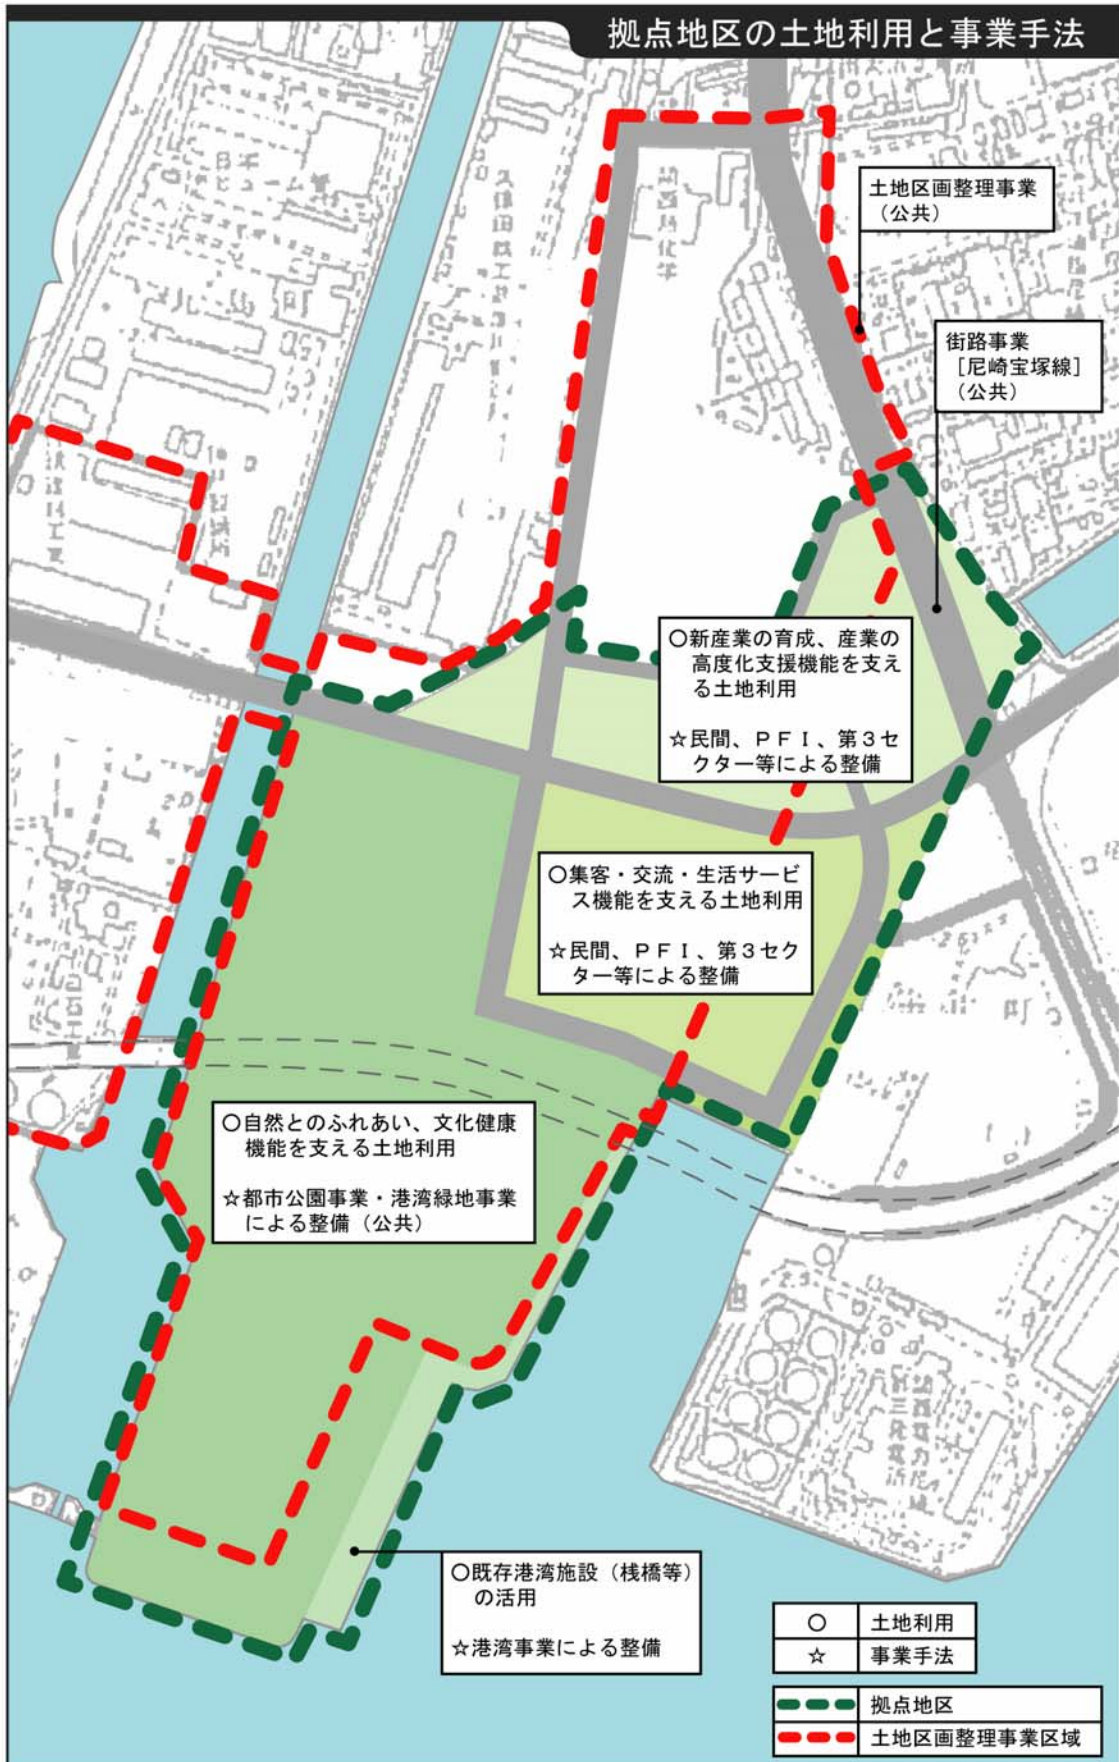 拠点地区の土地利用と事業手法
土地区画整理事業
（公共）
街路事業
［尼崎宝塚線］
（公共）
○新産業の育成、産業の
高度化支援機能を支え
る土地利用
☆民間、ＰＦＩ、第３セ
クター等による整備
○集客・交流・生活サービ
ス機能を支える土地利用
☆民間、ＰＦＩ、第３セク
ター等による整備
○自然とのふれあい、文化健康
機能を支える土地利用
☆都市公園事業・港湾緑地事業
による整備（公共）
○既存港湾施設（桟橋等）
の活用
☆港湾事業による整備
○ 土地利用
☆ 事業手法
拠点地区
土地区画整理事業区域